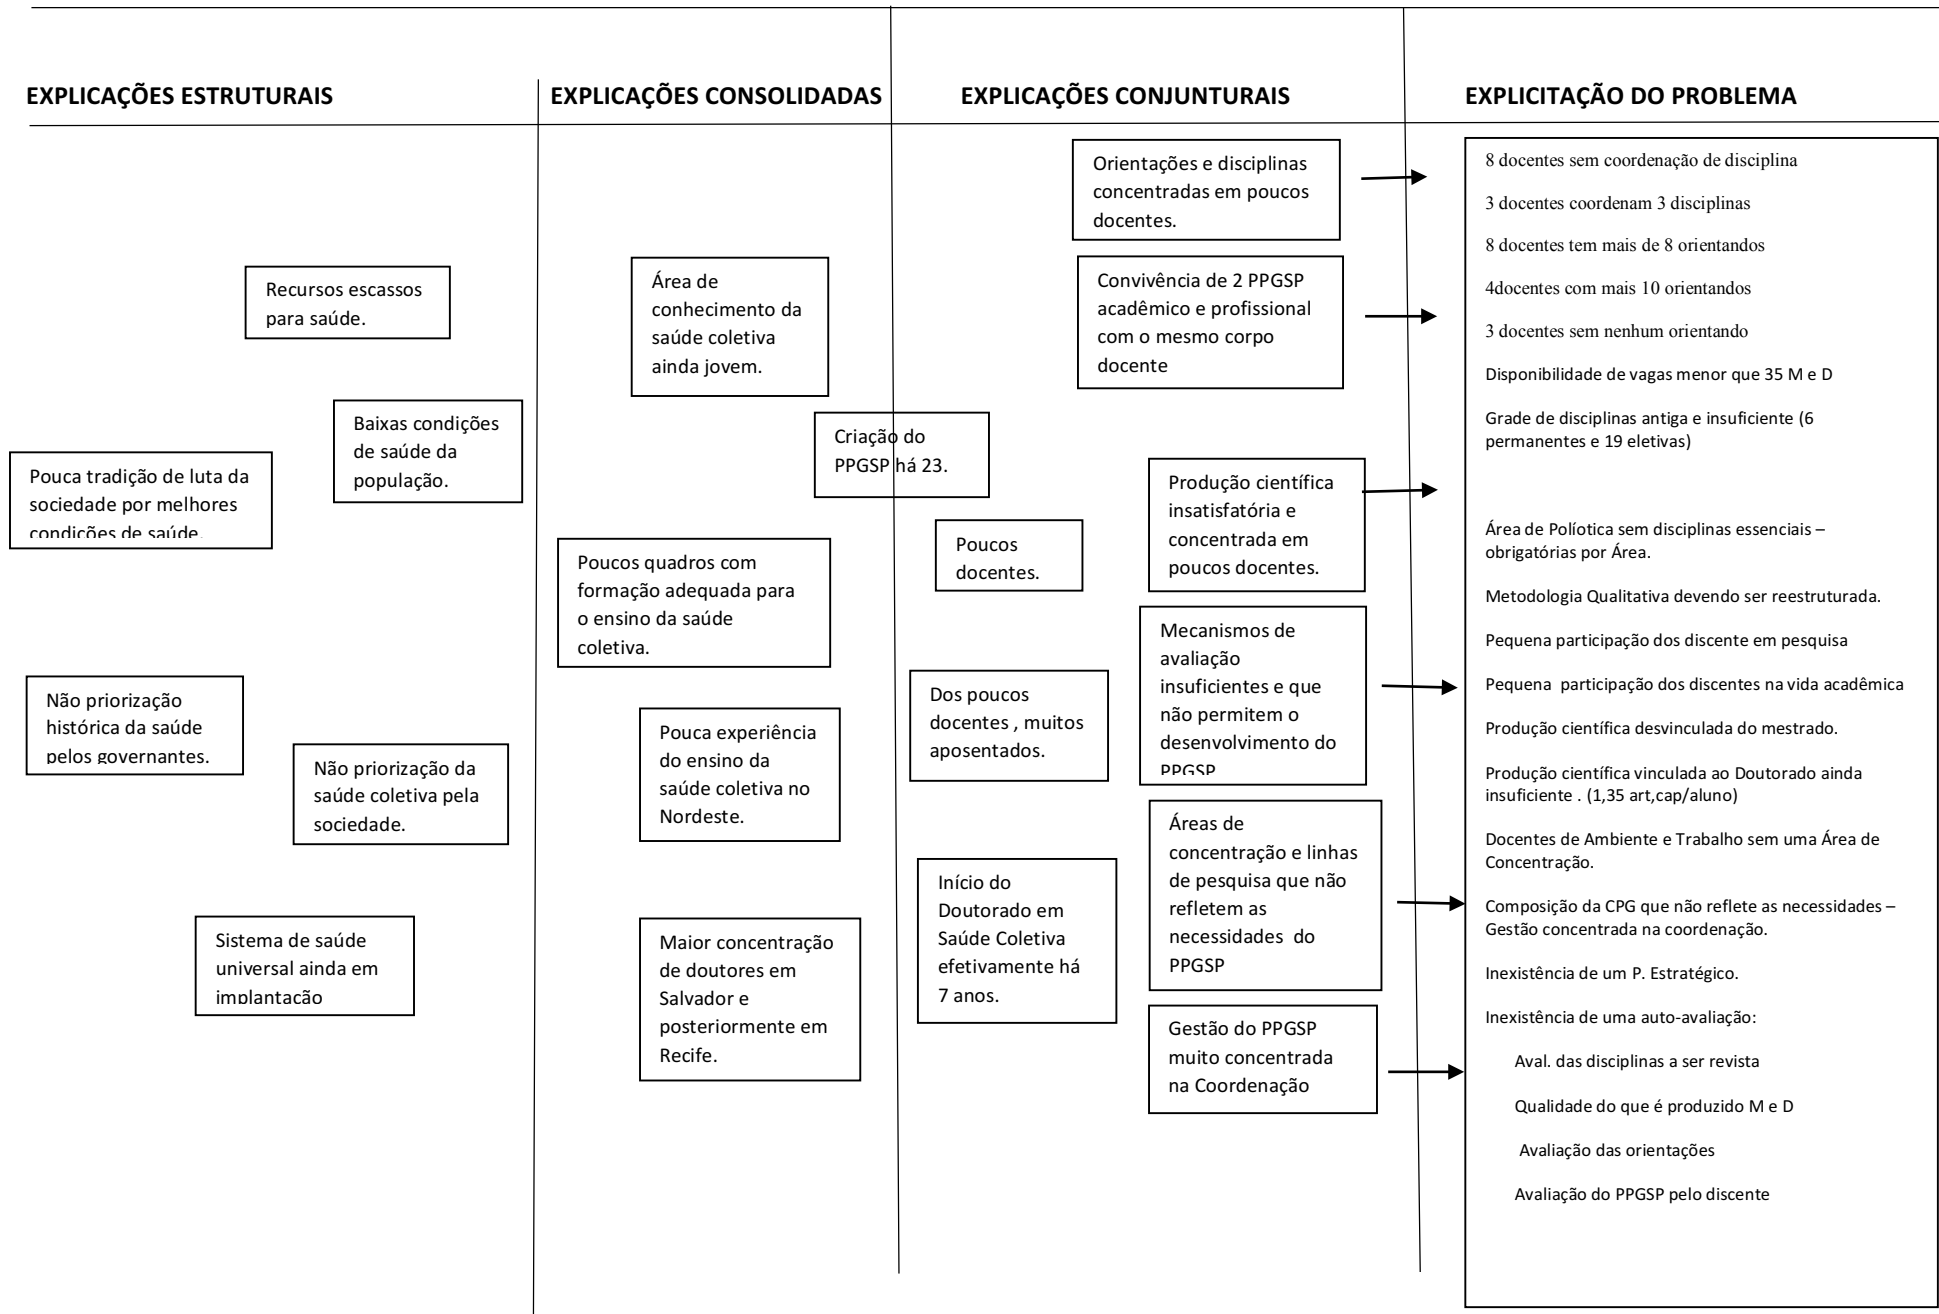 EXPLICAÇÕES ESTRUTURAIS
EXPLICAÇÕES CONSOLIDADAS
EXPLICAÇÕES CONJUNTURAIS
EXPLICITAÇÃO DO PROBLEMA
Recursos escassos
para saúde.
Baixas condições
de saúde da
população.
Pouca tradição de luta da
sociedade por melhores
condições de saúde.
Não priorização
histórica da saúde
pelos governantes.
Não priorização da
saúde coletiva pela
sociedade.
Sistema de saúde
universal ainda em
implantação
Área de
conhecimento da
saúde coletiva
ainda jovem.
Criação do
PPGSP há 23.
Poucos quadros com
formação adequada para
o ensino da saúde
coletiva.
Pouca experiência
do ensino da
saúde coletiva no
Nordeste.
Maior concentração
de doutores em
Salvador e
posteriormente em
Recife.
Orientações e disciplinas
concentradas em poucos
docentes.
Convivência de 2 PPGSP
acadêmico e profissional
com o mesmo corpo
docente
Produção científica
insatisfatória e
concentrada em
poucos docentes.
Poucos
docentes.
Mecanismos de
avaliação
insuficientes e que
não permitem o
desenvolvimento do
PPGSP
Dos poucos
docentes , muitos
aposentados.
Áreas de
concentração e linhas
de pesquisa que não
refletem as
necessidades do
PPGSP
Início do
Doutorado em
Saúde Coletiva
efetivamente há
7 anos.
Gestão do PPGSP
muito concentrada
na Coordenação
8 docentes sem coordenação de disciplina
3 docentes coordenam 3 disciplinas
8 docentes tem mais de 8 orientandos
4docentes com mais 10 orientandos
3 docentes sem nenhum orientando
Disponibilidade de vagas menor que 35 M e D
Grade de disciplinas antiga e insuficiente (6
permanentes e 19 eletivas)
Área de Políotica sem disciplinas essenciais –
obrigatórias por Área.
Metodologia Qualitativa devendo ser reestruturada.
Pequena participação dos discente em pesquisa
Pequena participação dos discentes na vida acadêmica
Produção científica desvinculada do mestrado.
Produção científica vinculada ao Doutorado ainda
insuficiente . (1,35 art,cap/aluno)
Docentes de Ambiente e Trabalho sem uma Área de
Concentração.
Composição da CPG que não reflete as necessidades –
Gestão concentrada na coordenação.
Inexistência de um P. Estratégico.
Inexistência de uma auto-avaliação:
Aval. das disciplinas a ser revista
Qualidade do que é produzido M e D
Avaliação das orientações
Avaliação do PPGSP pelo discente